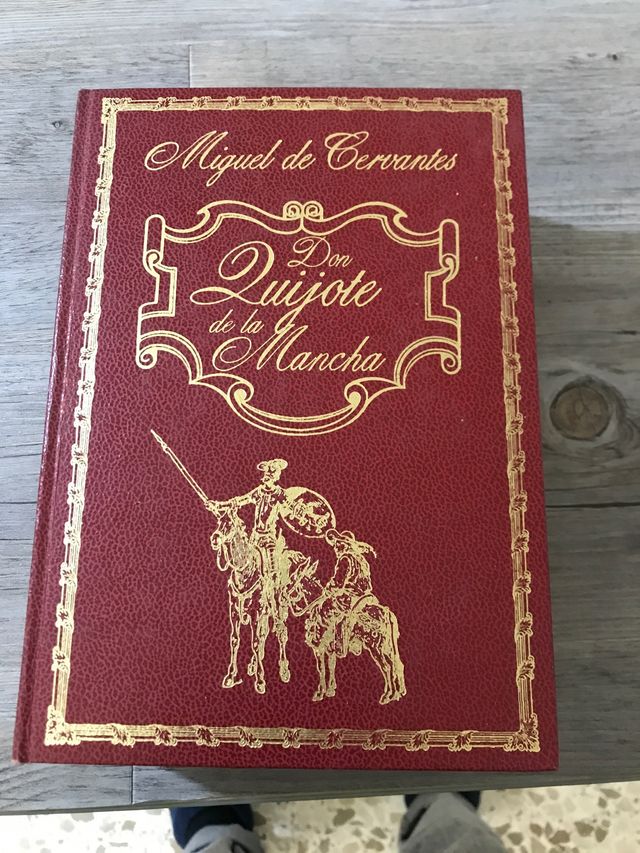 Miguel de Cervantes
Don
Quijote
de la
Mancha